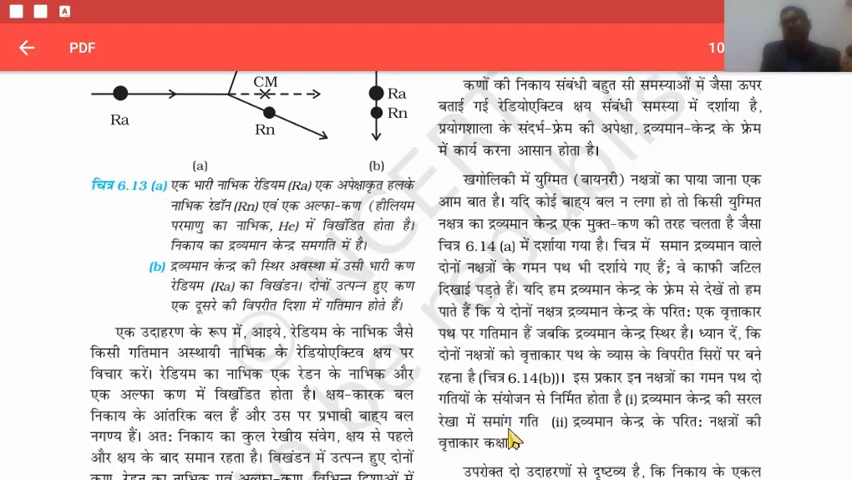 PDF
10
CM
Ra
Rn
Ra
Rn
(a)
(b)
चित्र 6.13 (a) एक भारी नाभिक रेडियम (Ra) एक अपेक्षाकृत हलके
नाभिक रेडॉन (Rn) एवं एक अल्फा-कण (हीलियम
परमाणु का नाभिक, He) में विखंडित होता है।
निकाय का द्रव्यमान केन्द्र समगति में है।
(b) द्रव्यमान केन्द्र की स्थिर अवस्था में उसी भारी कण
रेडियम (Ra) का विखंडन। दोनों उत्पन्न हुए कण
एक दूसरे की विपरीत दिशा में गतिमान होते हैं।
एक उदाहरण के रूप में, आइये, रेडियम के नाभिक जैसे
किसी गतिमान अस्थायी नाभिक के रेडियोएक्टिव क्षय पर
विचार करें। रेडियम का नाभिक एक रेडन के नाभिक और
एक अल्फा कण में विखंडित होता है। क्षय-कारक बल
निकाय के आंतरिक बल हैं और उस पर प्रभावी बाह्य बल
नगण्य हैं। अतः निकाय का कुल रेखीय संवेग, क्षय से पहले
और क्षय के बाद समान रहता है। विखंडन में उत्पन्न हुए दोनों
कण, रेडन का नाभिक एवं अल्फा-कण, विभिन्न दिशाओं में
कणों की निकाय संबंधी बहुत सी समस्याओं में जैसा ऊपर
बताई गई रेडियोएक्टिव क्षय संबंधी समस्या में दर्शाया है,
प्रयोगशाला के संदर्भ-फ्रेम की अपेक्षा, द्रव्यमान-केन्द्र के फ्रेम
में कार्य करना आसान होता है।
खगोलिकी में युग्मित (बायनरी) नक्षत्रों का पाया जाना एक
आम बात है। यदि कोई बाह्य बल न लगा हो तो किसी युग्मित
नक्षत्र का द्रव्यमान केन्द्र एक मुक्त-कण की तरह चलता है जैसा
चित्र 6.14 (a) में दर्शाया गया है। चित्र में समान द्रव्यमान वाले
दोनों नक्षत्रों के गमन पथ भी दर्शाये गए हैं; वे काफी जटिल
दिखाई पड़ते हैं। यदि हम द्रव्यमान केन्द्र के फ्रेम से देखें तो हम
पाते हैं कि ये दोनों नक्षत्र द्रव्यमान केन्द्र के परित: एक वृत्ताकार
पथ पर गतिमान हैं जबकि द्रव्यमान केन्द्र स्थिर है। ध्यान दें, कि
दोनों नक्षत्रों को वृत्ताकार पथ के व्यास के विपरीत सिरों पर बने
रहना है (चित्र 6.14(b))। इस प्रकार इन नक्षत्रों का गमन पथ दो
गतियों के संयोजन से निर्मित होता है (i) द्रव्यमान केन्द्र की सरल
रेखा में समांग गति (ii) द्रव्यमान केन्द्र के परित: नक्षत्रों की
वृत्ताकार
उपरोक्त दो उदाहरणों से दृष्टव्य है, कि निकाय के एकल
© NCERT
to be republished